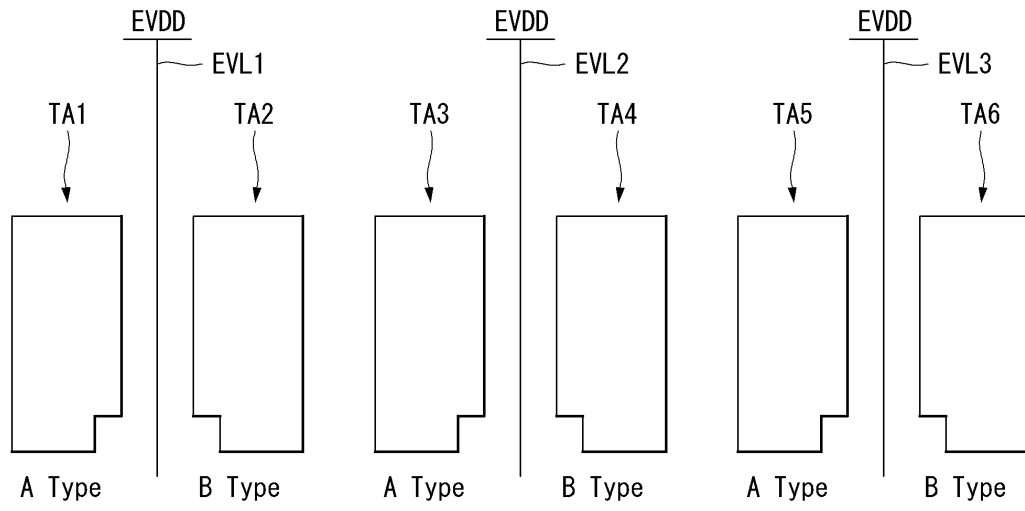 EVDD EVDD EVDD
EVL1 EVL2 EVL3
TA1 TA2 TA3 TA4 TA5 TA6
A Type B Type A Type B Type A Type B Type